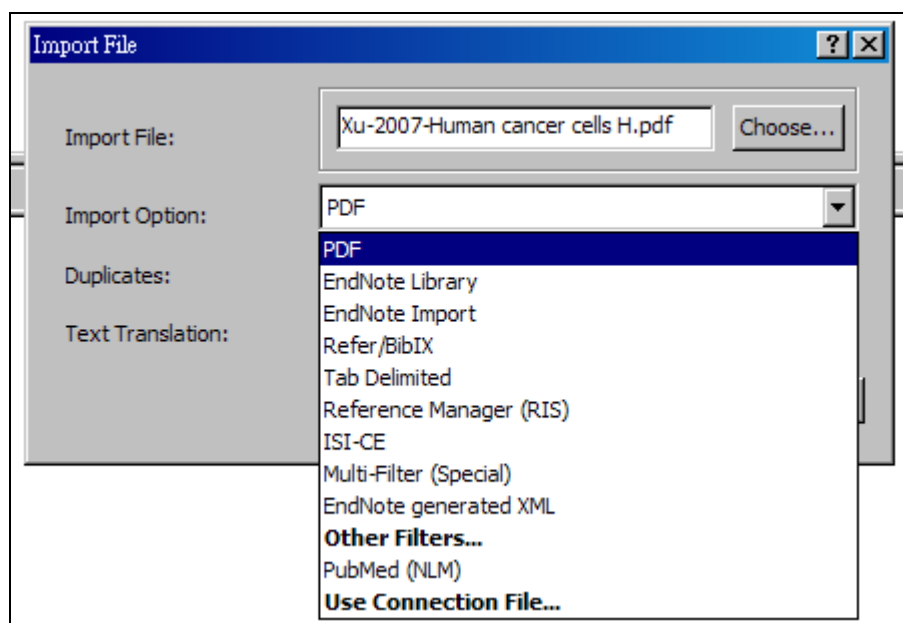 Import File
Import File:
Xu-2007-Human cancer cells H.pdf
Choose...
Import Option:
PDF
Duplicates:
Text Translation:
PDF
EndNote Library
EndNote Import
Refer/BibIX
Tab Delimited
Reference Manager (RIS)
ISI-CE
Multi-Filter (Special)
EndNote generated XML
Other Filters...
PubMed (NLM)
Use Connection File...